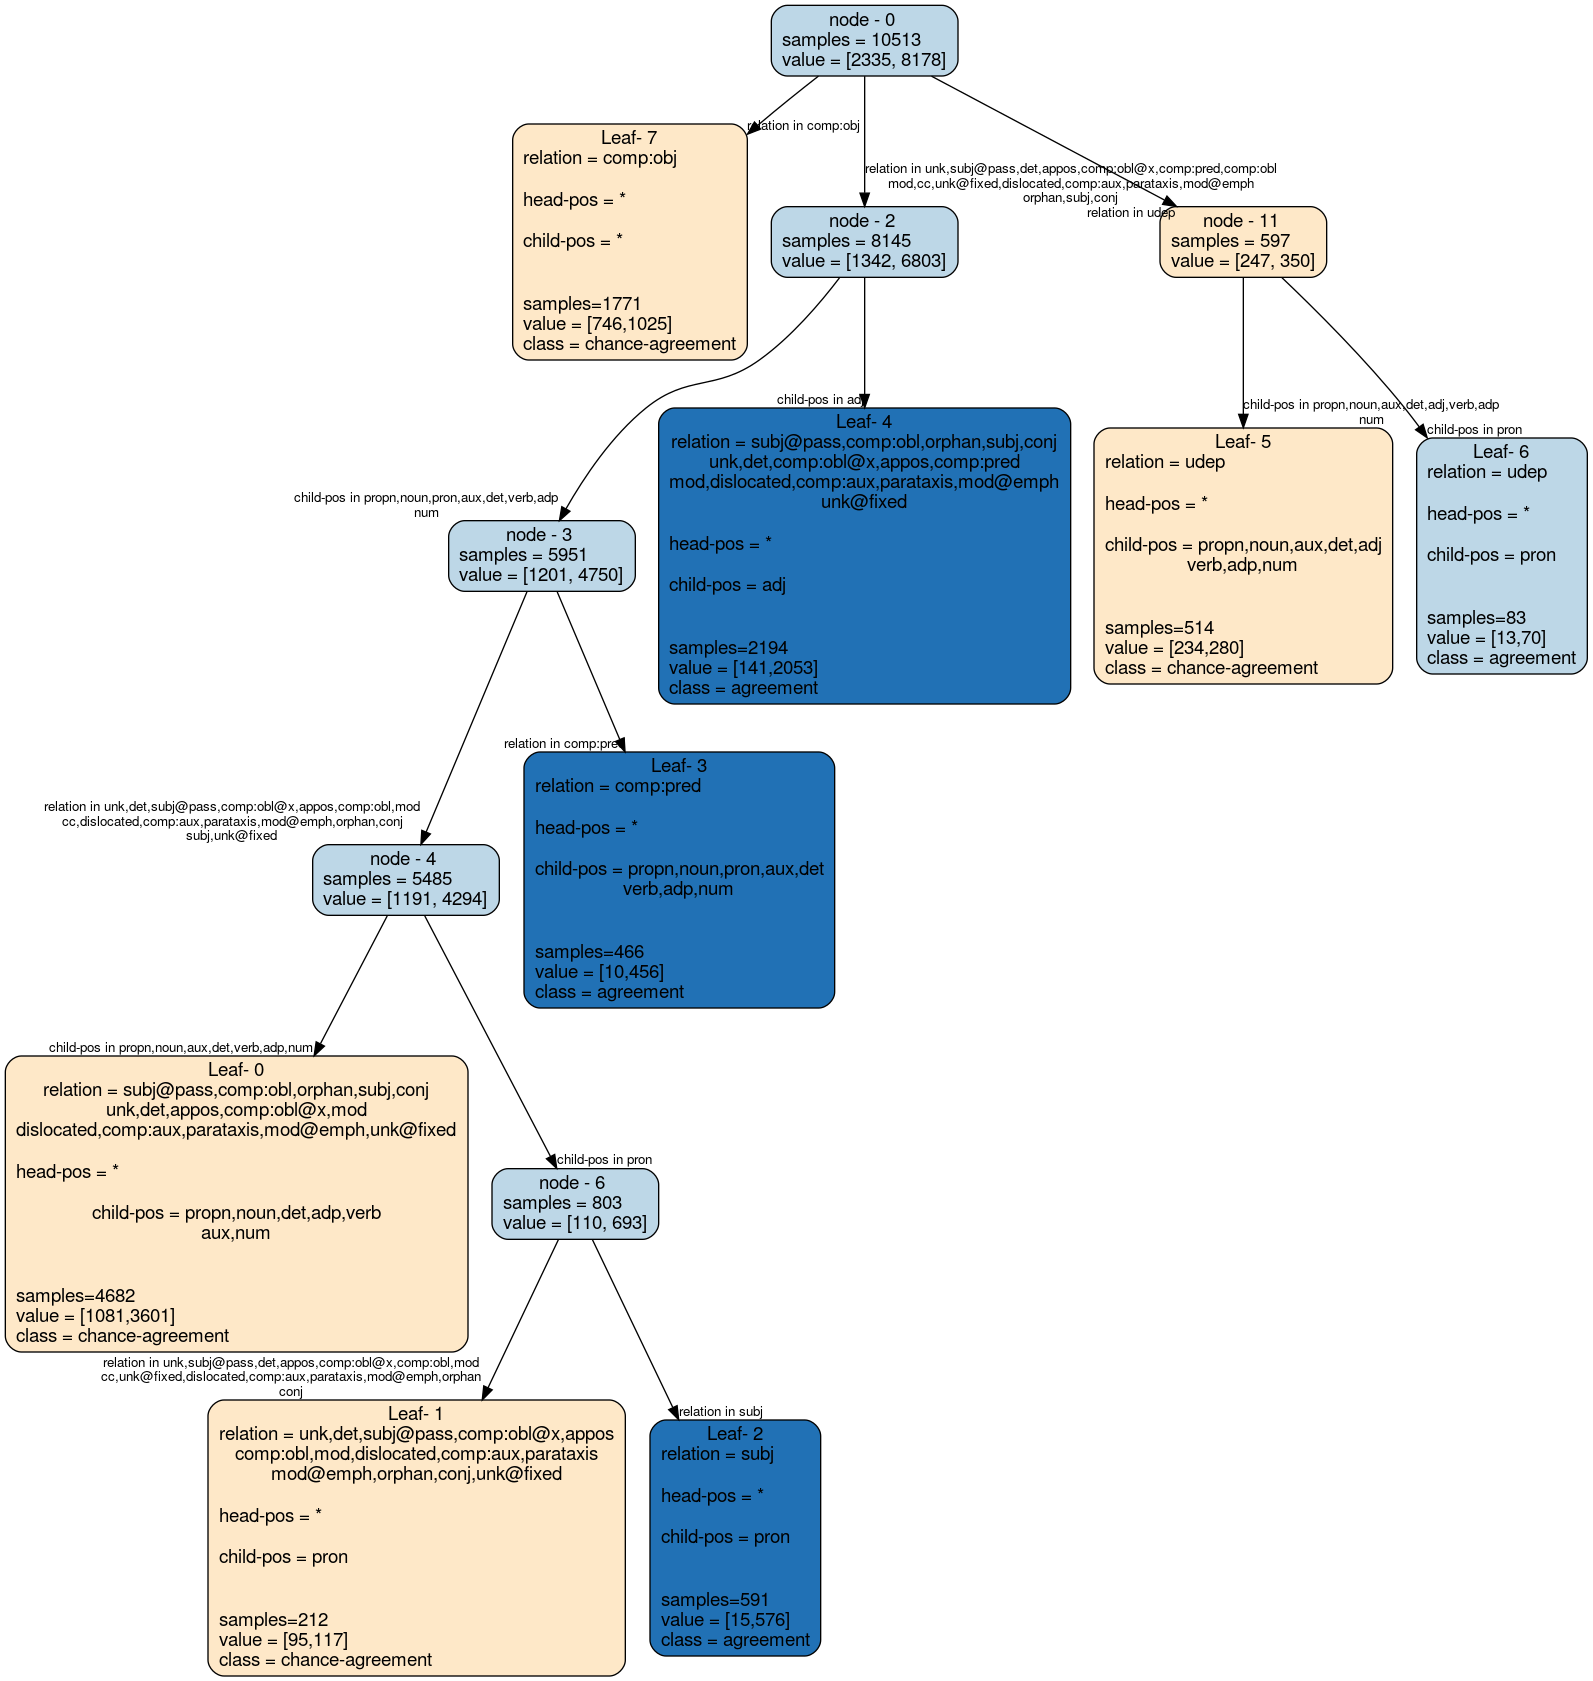 node - 0
samples = 10513
value = [2335, 8178]
relation in comp:obj
Leaf- 7
relation = comp:obj
head-pos = *
child-pos = *
samples=1771
value = [746,1025]
class = chance-agreement
relation in unk,subj@pass,det,appos,comp:obl@x,comp:pred,comp:obl
mod,cc,unk@fixed,dislocated,comp:aux,parataxis,mod@emph
orphan,subj,conj
node - 2
samples = 8145
value = [1342, 6803]
relation in udep
node - 11
samples = 597
value = [247, 350]
child-pos in propn,noun,pron,aux,det,verb,adp
num
node - 3
samples = 5951
value = [1201, 4750]
child-pos in adj
Leaf- 4
relation = subj@pass,comp:obl,orphan,subj,conj
unk,det,comp:obl@x,appos,comp:pred
mod,dislocated,comp:aux,parataxis,mod@emph
unk@fixed
head-pos = *
child-pos = adj
samples=2194
value = [141,2053]
class = agreement
child-pos in propn,noun,aux,det,adj,verb,adp
num
Leaf- 5
relation = udep
head-pos = *
child-pos = propn,noun,aux,det,adj
verb,adp,num
samples=514
value = [234,280]
class = chance-agreement
child-pos in pron
Leaf- 6
relation = udep
head-pos = *
child-pos = pron
samples=83
value = [13,70]
class = agreement
relation in unk,det,subj@pass,comp:obl@x,appos,comp:obl,mod
cc,dislocated,comp:aux,parataxis,mod@emph,orphan,conj
subj,unk@fixed
node - 4
samples = 5485
value = [1191, 4294]
relation in comp:pred
Leaf- 3
relation = comp:pred
head-pos = *
child-pos = propn,noun,pron,aux,det
verb,adp,num
samples=466
value = [10,456]
class = agreement
child-pos in propn,noun,aux,det,verb,adp,num
Leaf- 0
relation = subj@pass,comp:obl,orphan,subj,conj
unk,det,appos,comp:obl@x,mod
dislocated,comp:aux,parataxis,mod@emph,unk@fixed
head-pos = *
child-pos = propn,noun,det,adp,verb
aux,num
samples=4682
value = [1081,3601]
class = chance-agreement
child-pos in pron
node - 6
samples = 803
value = [110, 693]
relation in unk,subj@pass,det,appos,comp:obl@x,comp:obl,mod
cc,unk@fixed,dislocated,comp:aux,parataxis,mod@emph,orphan
conj
Leaf- 1
relation = unk,det,subj@pass,comp:obl@x,appos
comp:obl,mod,dislocated,comp:aux,parataxis
mod@emph,orphan,conj,unk@fixed
head-pos = *
child-pos = pron
samples=212
value = [95,117]
class = chance-agreement
relation in subj
Leaf- 2
relation = subj
head-pos = *
child-pos = pron
samples=591
value = [15,576]
class = agreement